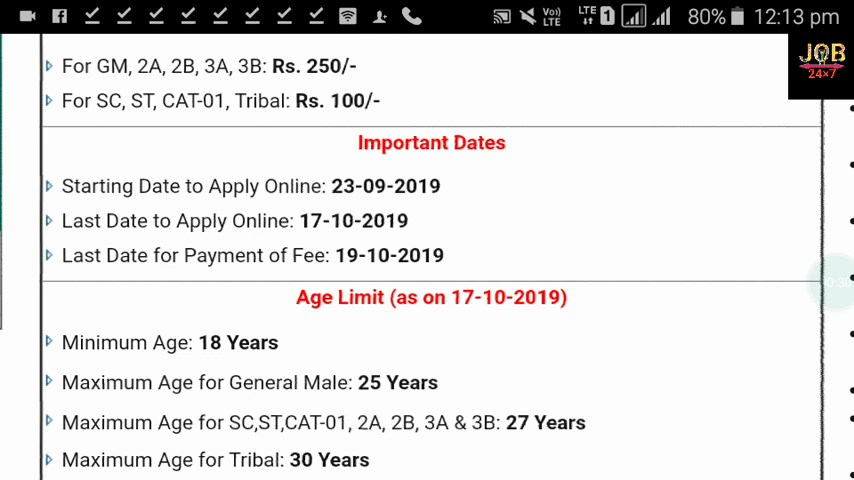 Vo))
LTE
LTE
1
80%
12:13 pm
JOB
24×7
For GM, 2A, 2B, 3A, 3B: Rs. 250/-
For SC, ST, CAT-01, Tribal: Rs. 100/-
Important Dates
Starting Date to Apply Online: 23-09-2019
Last Date to Apply Online: 17-10-2019
Last Date for Payment of Fee: 19-10-2019
Age Limit (as on 17-10-2019)
Minimum Age: 18 Years
Maximum Age for General Male: 25 Years
Maximum Age for SC,ST,CAT-01, 2A, 2B, 3A & 3B: 27 Years
Maximum Age for Tribal: 30 Years